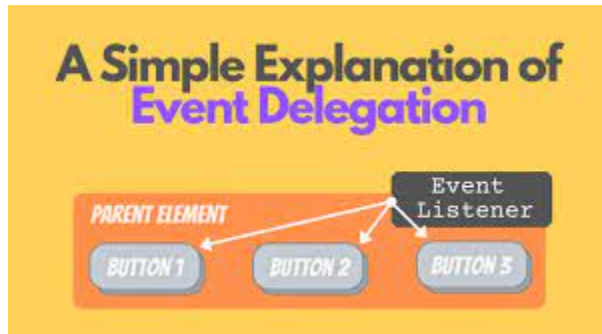 A Simple Explanation of
Event Delegation
Event
Listener
PARENT ELEMENT
BUTTON 1
BUTTON 2
BUTTON 3